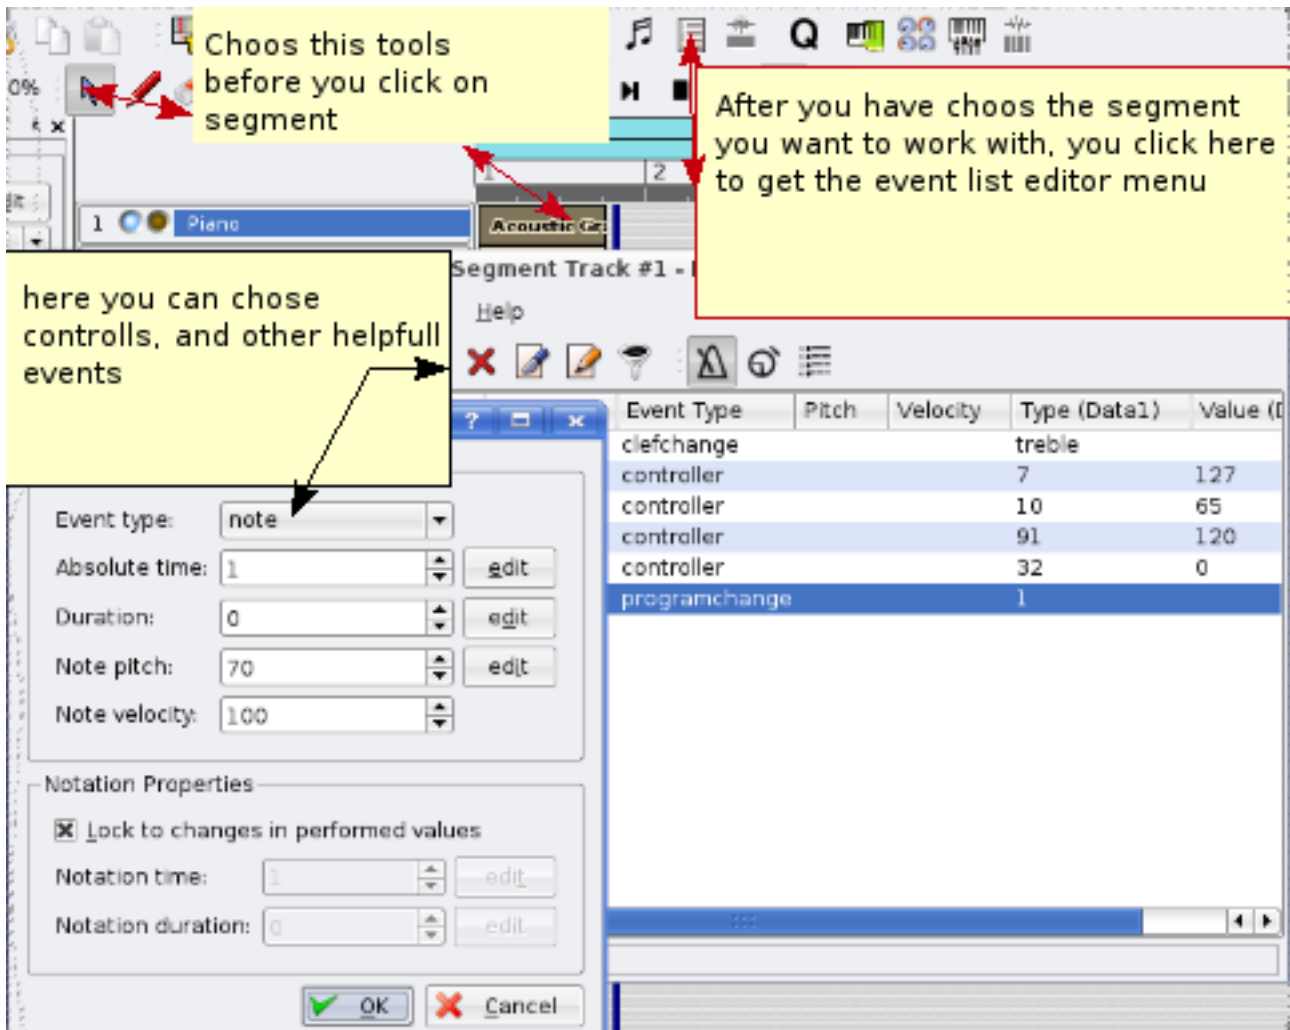 Choos this tools
before you click on
segment
Q
0%
After you have choos the segment
you want to work with, you click here
to get the event list editor menu
1
2
1 Piano
Acoustic Gr
here you can chose
controlls, and other helpfull
events
Segment Track #1 -
Help
Event Type Pitch Velocity Type (Data1) Value (D
clefchange treble
controller 7 127
controller 10 65
controller 91 120
controller 32 0
programchange 1
Event type: note
Absolute time: 1 edit
Duration: 0 edit
Note pitch: 70 edit
Note velocity: 100
Notation Properties
Lock to changes in performed values
Notation time: 1 edit
Notation duration: 0 edit
OK Cancel